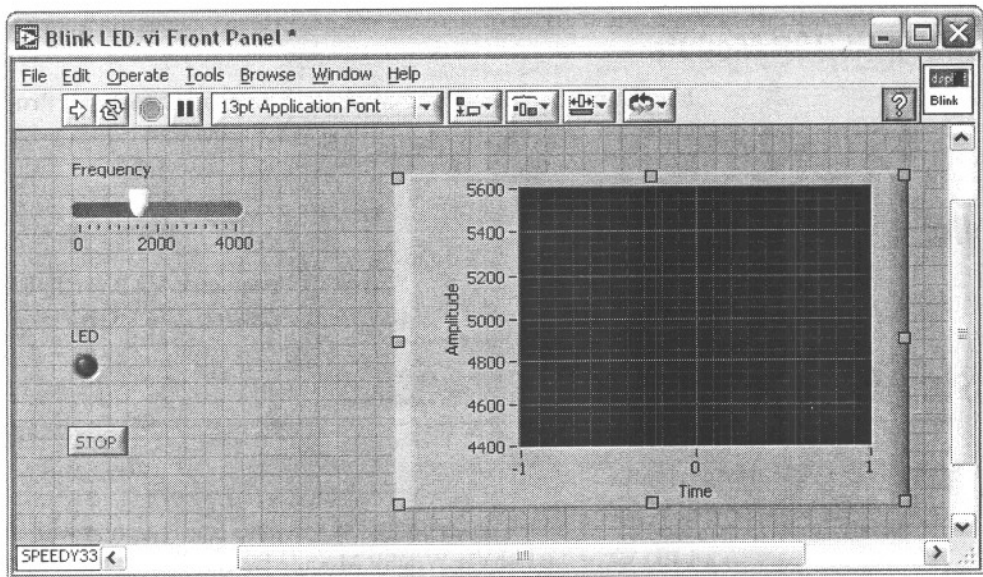 Blink LED.vi Front Panel *
File Edit Operate Tools Browse Window Help
13pt Application Font
?
Blink
Frequency
0 2000 4000
LED
STOP
Amplitude
5600
5400
5200
5000
4800
4600
4400
-1 0 1
Time
SPEEDY33